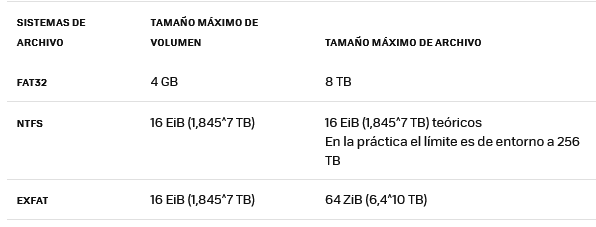 SISTEMAS DE
ARCHIVO
TAMAÑO MÁXIMO DE
VOLUMEN
TAMAÑO MÁXIMO DE ARCHIVO
FAT32
4 GB
8 TB
NTFS
16 EiB (1,845^7 TB)
16 EiB (1,845^7 TB) teóricos
En la práctica el límite es de entorno a 256
TB
EXFAT
16 EiB (1,845^7 TB)
64 ZiB (6,4^10 TB)